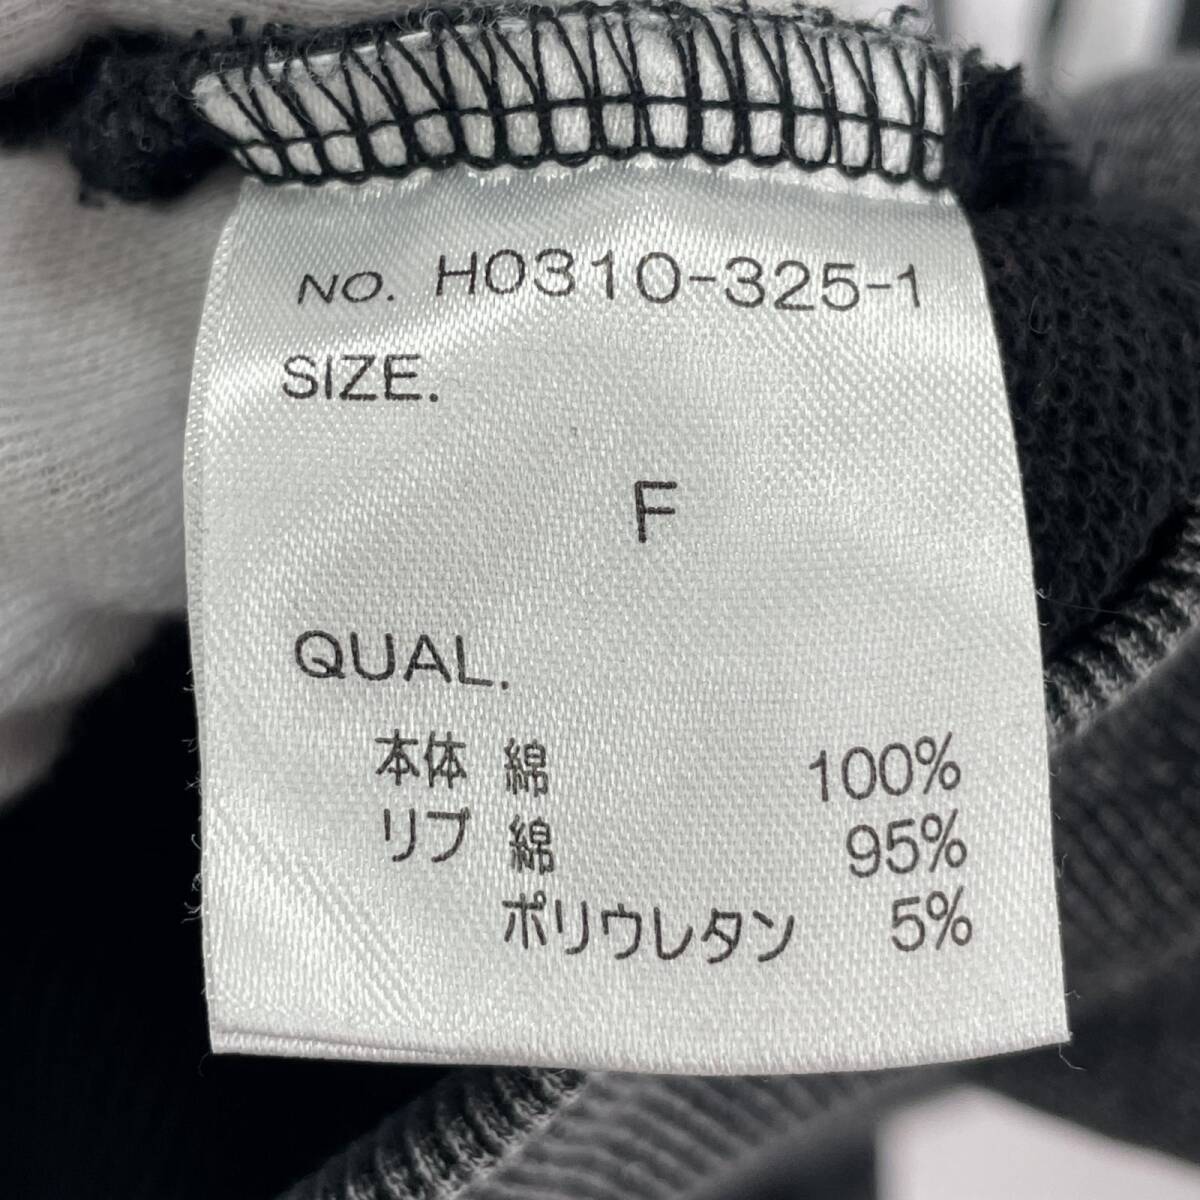 NO. H0310-325-1
SIZE.
F
QUAL.
本体 綿 100%
リブ 綿 95%
ポリウレタン 5%